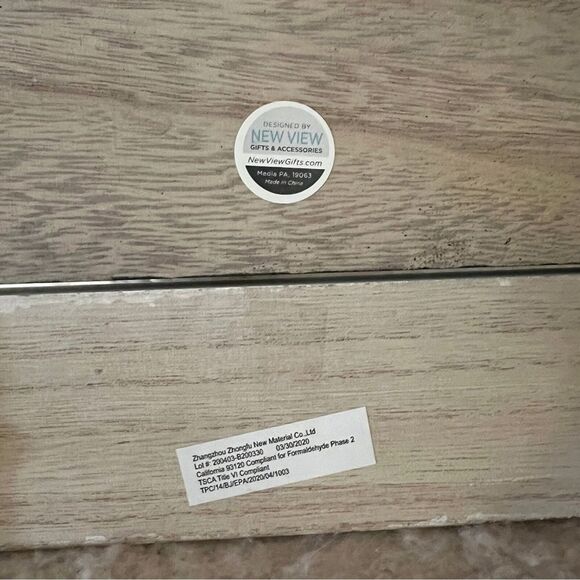 DESIGNED BY
NEW VIEW
GIFTS & ACCESSORIES
NewViewGifts.com
Media PA, 19063
Made in China
Zhangzhou Zhongfu New Material Co.,Ltd
Lot #: 200403-B200330 03/30/2020
California 93120 Compliant for Formaldehyde Phase 2
TSCA Title VI Compliant
TPC/14/BJ/EPA/2020/04/1003